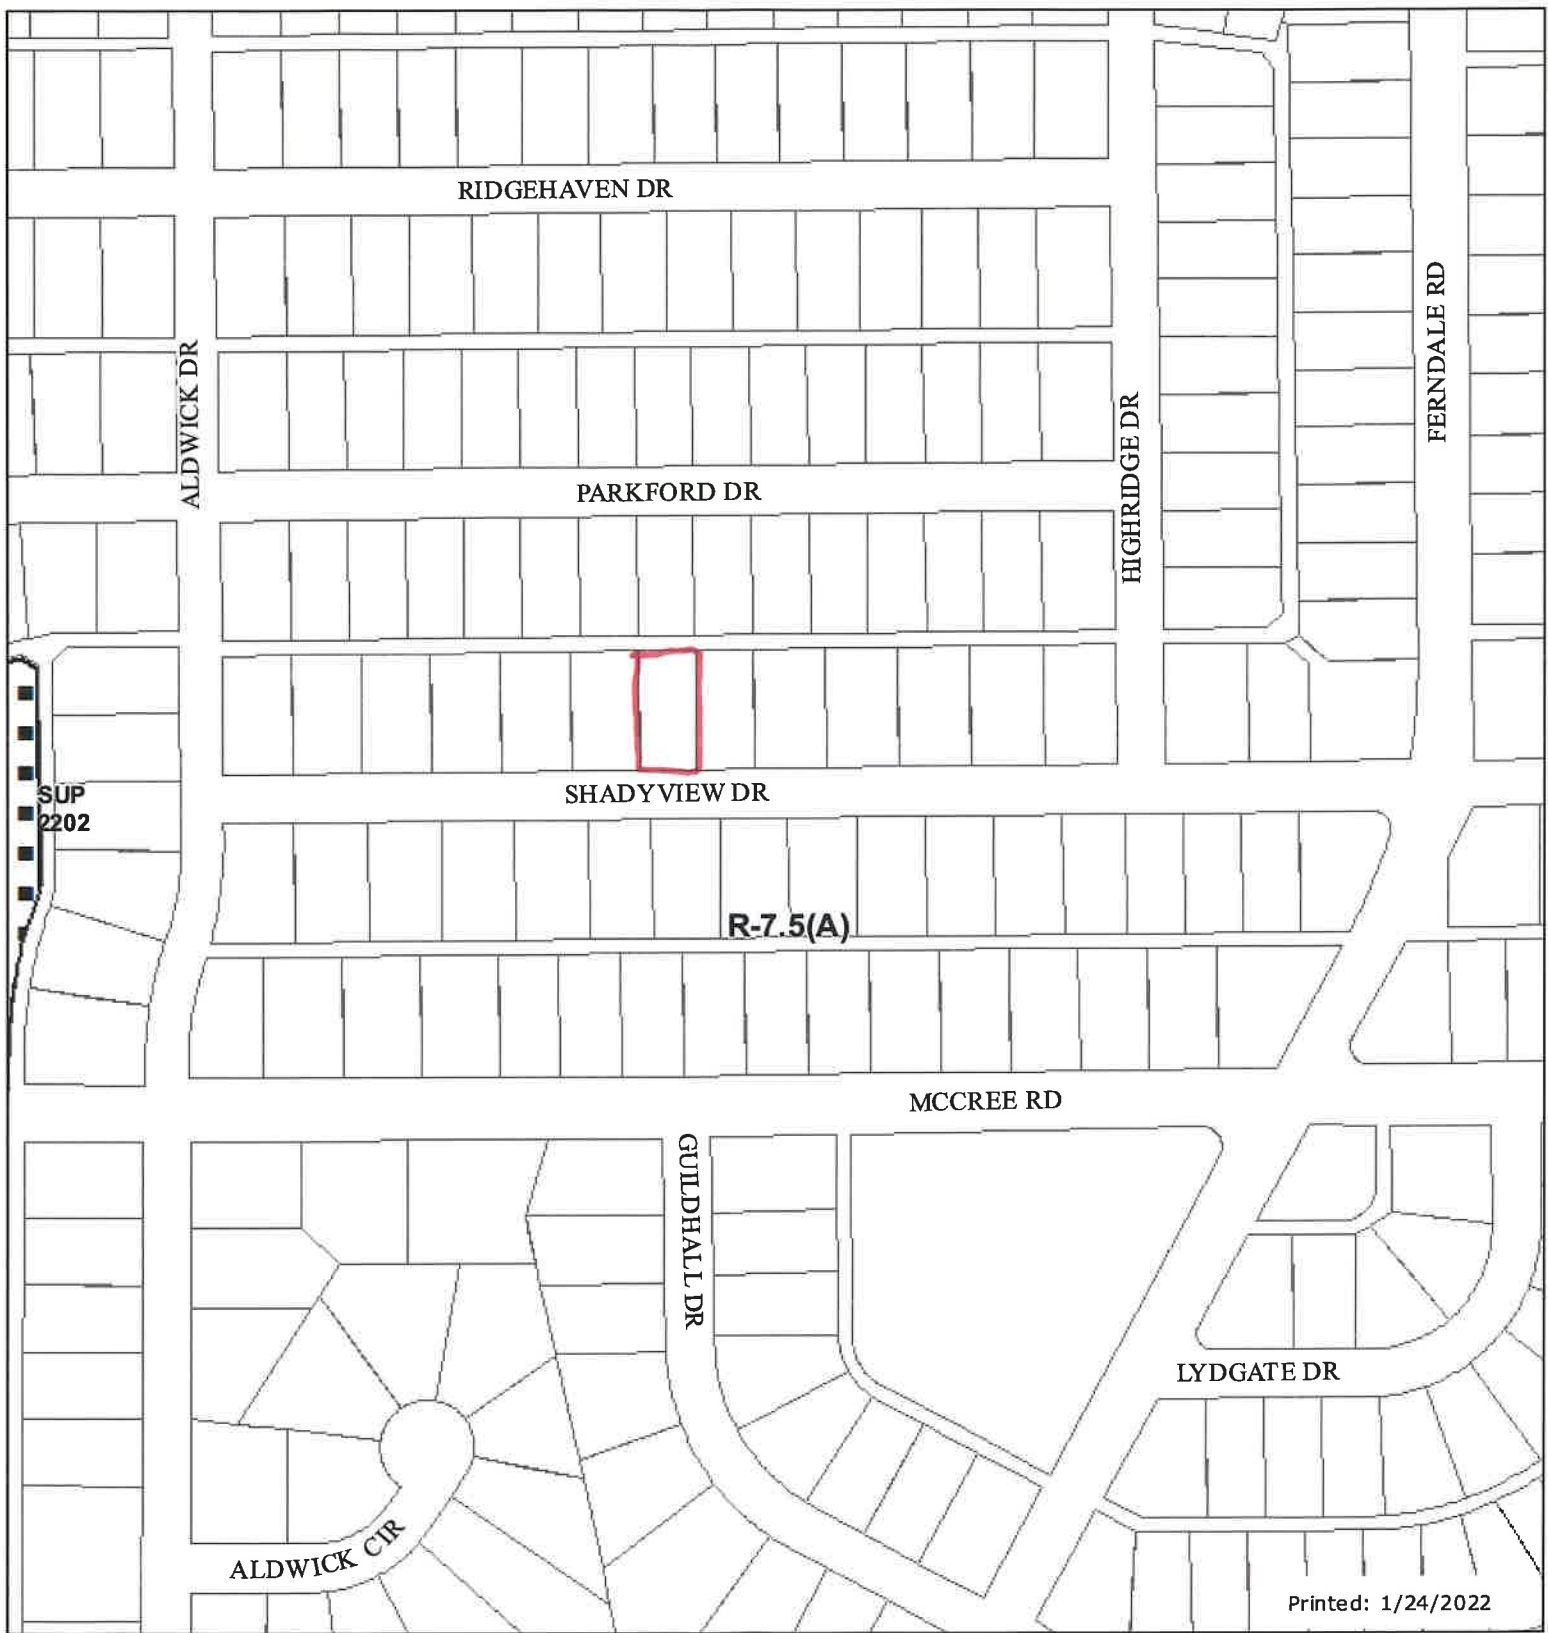 RIDGEHAVEN DR
ALDWICK DR
FERNDALE RD
HIGHRIDGE DR
PARKFORD DR
SHADYVIEW DR
SUP
2202
R-7.5(A)
MCCREE RD
GUILDHALL DR
LYDGATE DR
ALDWICK CIR
Printed: 1/24/2022